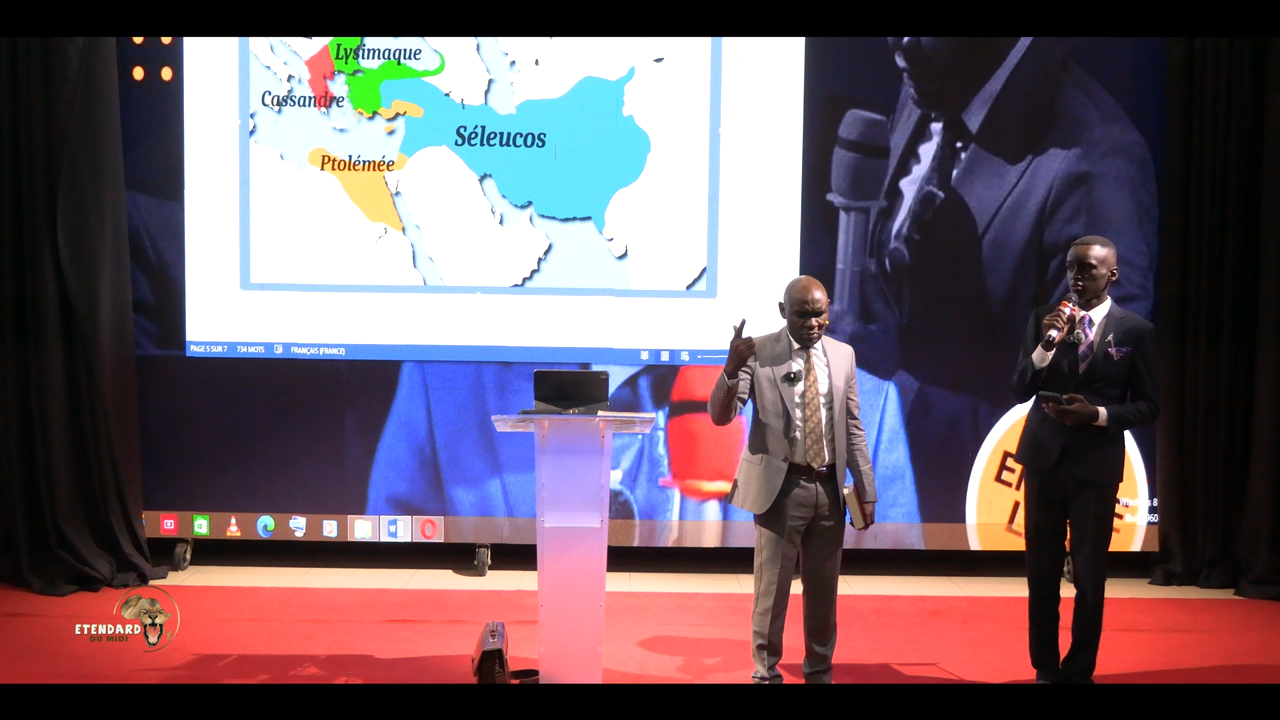 Lysimaque
Cassandre
Séleucos
Ptolémée
PAGE 5 SUR 7 734 MOTS FRANÇAIS (FRANCE)
ETENDARD
DU MIDI